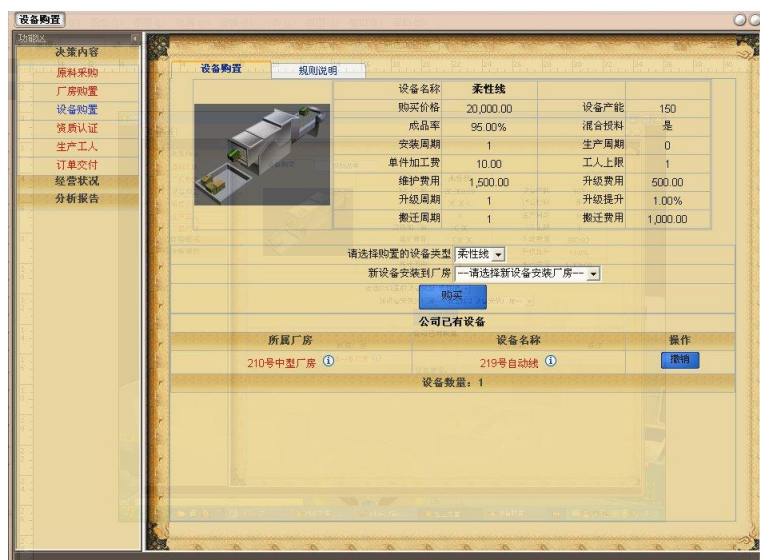 设备购置
功能区
决策内容
原料采购
厂房购置
设备购置
资质认证
生产工人
订单交付
经营状况
分析报告
设备购置 规则说明
设备名称 柔性线
购买价格 20,000.00 设备产能 150
成品率 95.00% 混合投料 是
安装周期 1 生产周期 0
单件加工费 10.00 工人上限 1
维护费用 1,500.00 升级费用 500.00
升级周期 1 升级提升 1.00%
搬迁周期 1 搬迁费用 1,000.00
请选择购置的设备类型 柔性线
新设备安装到厂房 --请选择新设备安装厂房--
购买
公司已有设备
所属厂房 设备名称 操作
210号中型厂房 219号自动线 撤销
设备数量：1